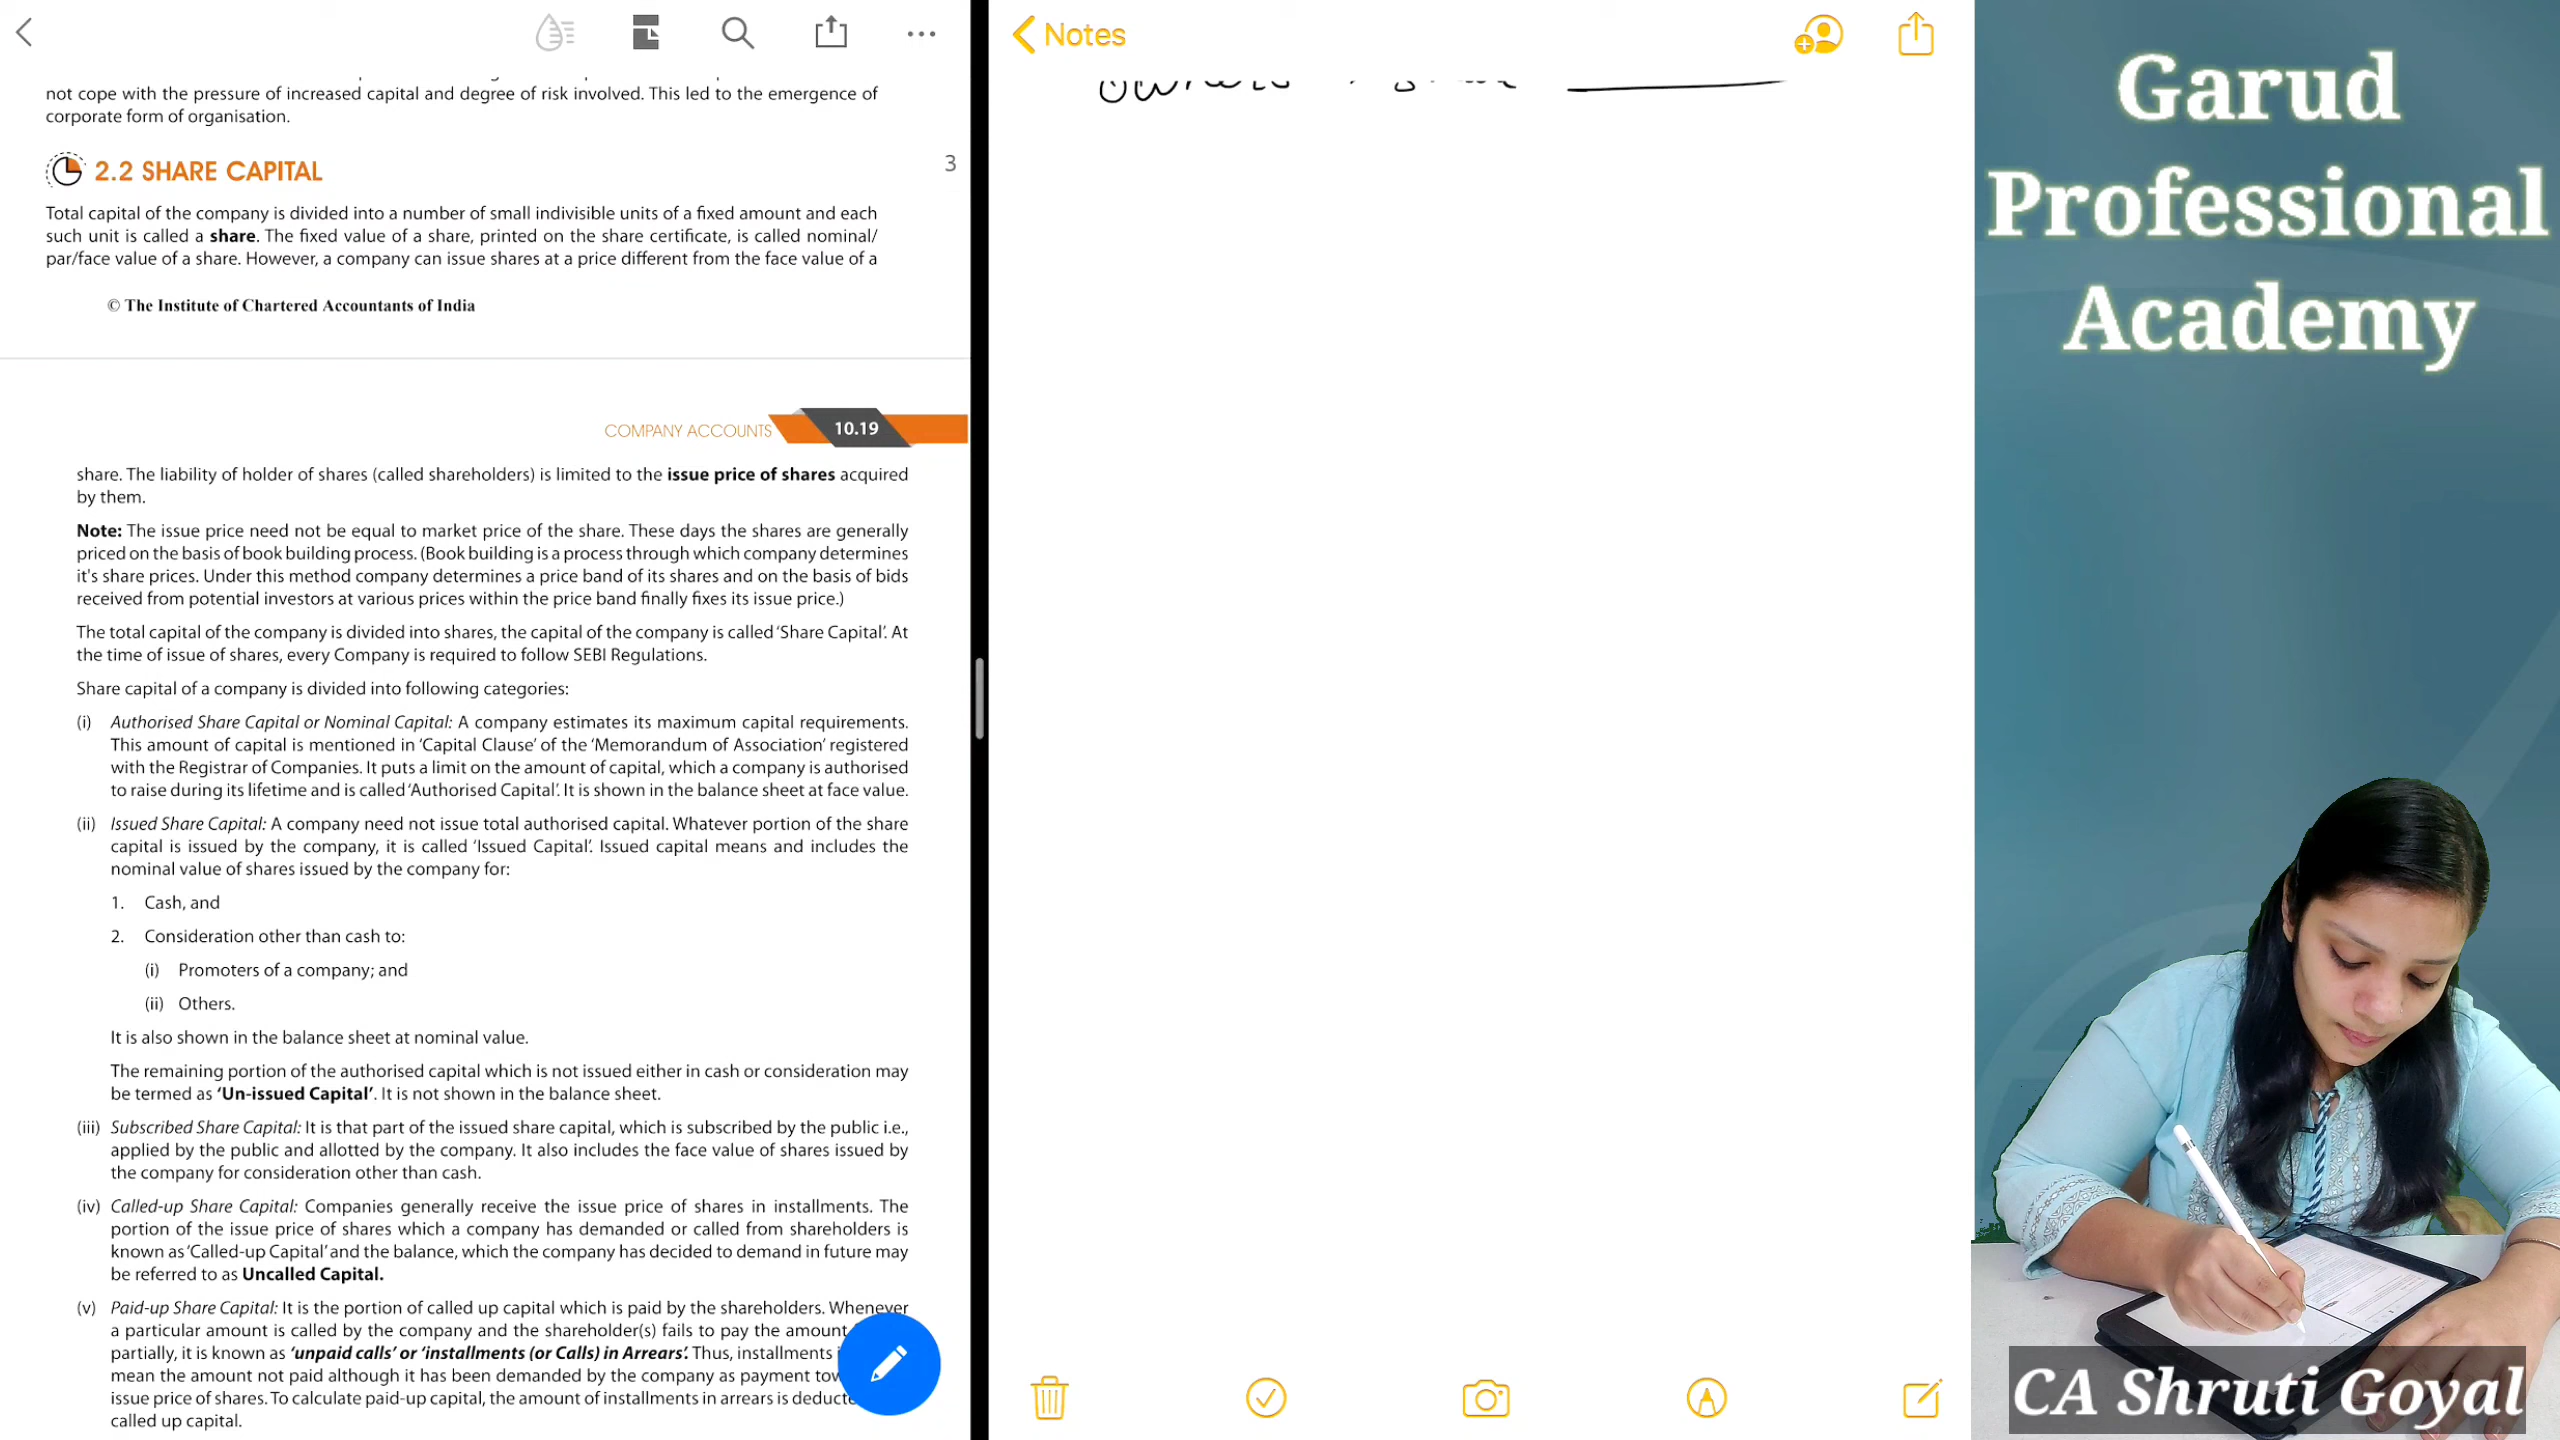 not cope with the pressure of increased capital and degree of risk involved. This led to the emergence of
corporate form of organisation.
2.2 SHARE CAPITAL
3
Total capital of the company is divided into a number of small indivisible units of a fixed amount and each
such unit is called a share. The fixed value of a share, printed on the share certificate, is called nominal/
par/face value of a share. However, a company can issue shares at a price different from the face value of a
© The Institute of Chartered Accountants of India
COMPANY ACCOUNTS 10.19
share. The liability of holder of shares (called shareholders) is limited to the issue price of shares acquired
by them.
Note: The issue price need not be equal to market price of the share. These days the shares are generally
priced on the basis of book building process. (Book building is a process through which company determines
it's share prices. Under this method company determines a price band of its shares and on the basis of bids
received from potential investors at various prices within the price band finally fixes its issue price.)
The total capital of the company is divided into shares, the capital of the company is called ‘Share Capital’. At
the time of issue of shares, every Company is required to follow SEBI Regulations.
Share capital of a company is divided into following categories:
(i) Authorised Share Capital or Nominal Capital: A company estimates its maximum capital requirements.
This amount of capital is mentioned in ‘Capital Clause’ of the ‘Memorandum of Association’ registered
with the Registrar of Companies. It puts a limit on the amount of capital, which a company is authorised
to raise during its lifetime and is called ‘Authorised Capital’. It is shown in the balance sheet at face value.
(ii) Issued Share Capital: A company need not issue total authorised capital. Whatever portion of the share
capital is issued by the company, it is called ‘Issued Capital’. Issued capital means and includes the
nominal value of shares issued by the company for:
1. Cash, and
2. Consideration other than cash to:
(i) Promoters of a company; and
(ii) Others.
It is also shown in the balance sheet at nominal value.
The remaining portion of the authorised capital which is not issued either in cash or consideration may
be termed as ‘Un-issued Capital’. It is not shown in the balance sheet.
(iii) Subscribed Share Capital: It is that part of the issued share capital, which is subscribed by the public i.e.,
applied by the public and allotted by the company. It also includes the face value of shares issued by
the company for consideration other than cash.
(iv) Called-up Share Capital: Companies generally receive the issue price of shares in installments. The
portion of the issue price of shares which a company has demanded or called from shareholders is
known as ‘Called-up Capital’ and the balance, which the company has decided to demand in future may
be referred to as Uncalled Capital.
(v) Paid-up Share Capital: It is the portion of called up capital which is paid by the shareholders. Whenever
a particular amount is called by the company and the shareholder(s) fails to pay the amount
partially, it is known as ‘unpaid calls’ or ‘installments (or Calls) in Arrears’. Thus, installments
mean the amount not paid although it has been demanded by the company as payment
issue price of shares. To calculate paid-up capital, the amount of installments in arrears is
called up capital.
Notes
Garud
Professional
Academy
CA Shruti Goyal